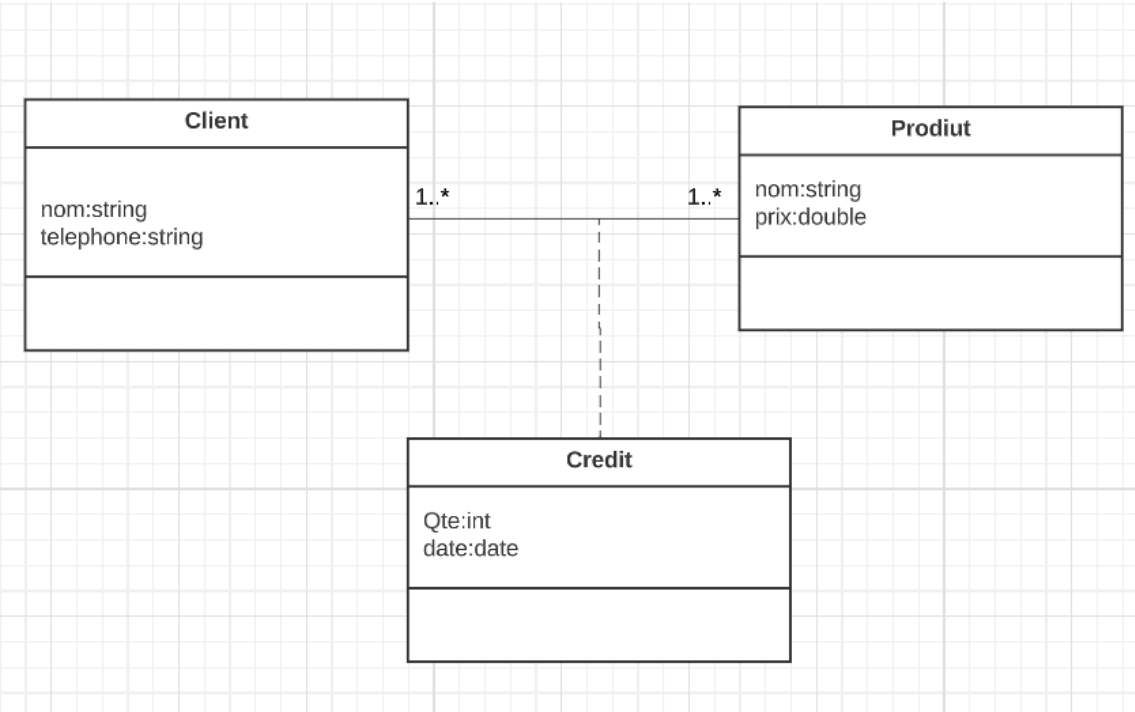 Client
nom:string
telephone:string
1..*
1..*
Prodiut
nom:string
prix:double
Credit
Qte:int
date:date